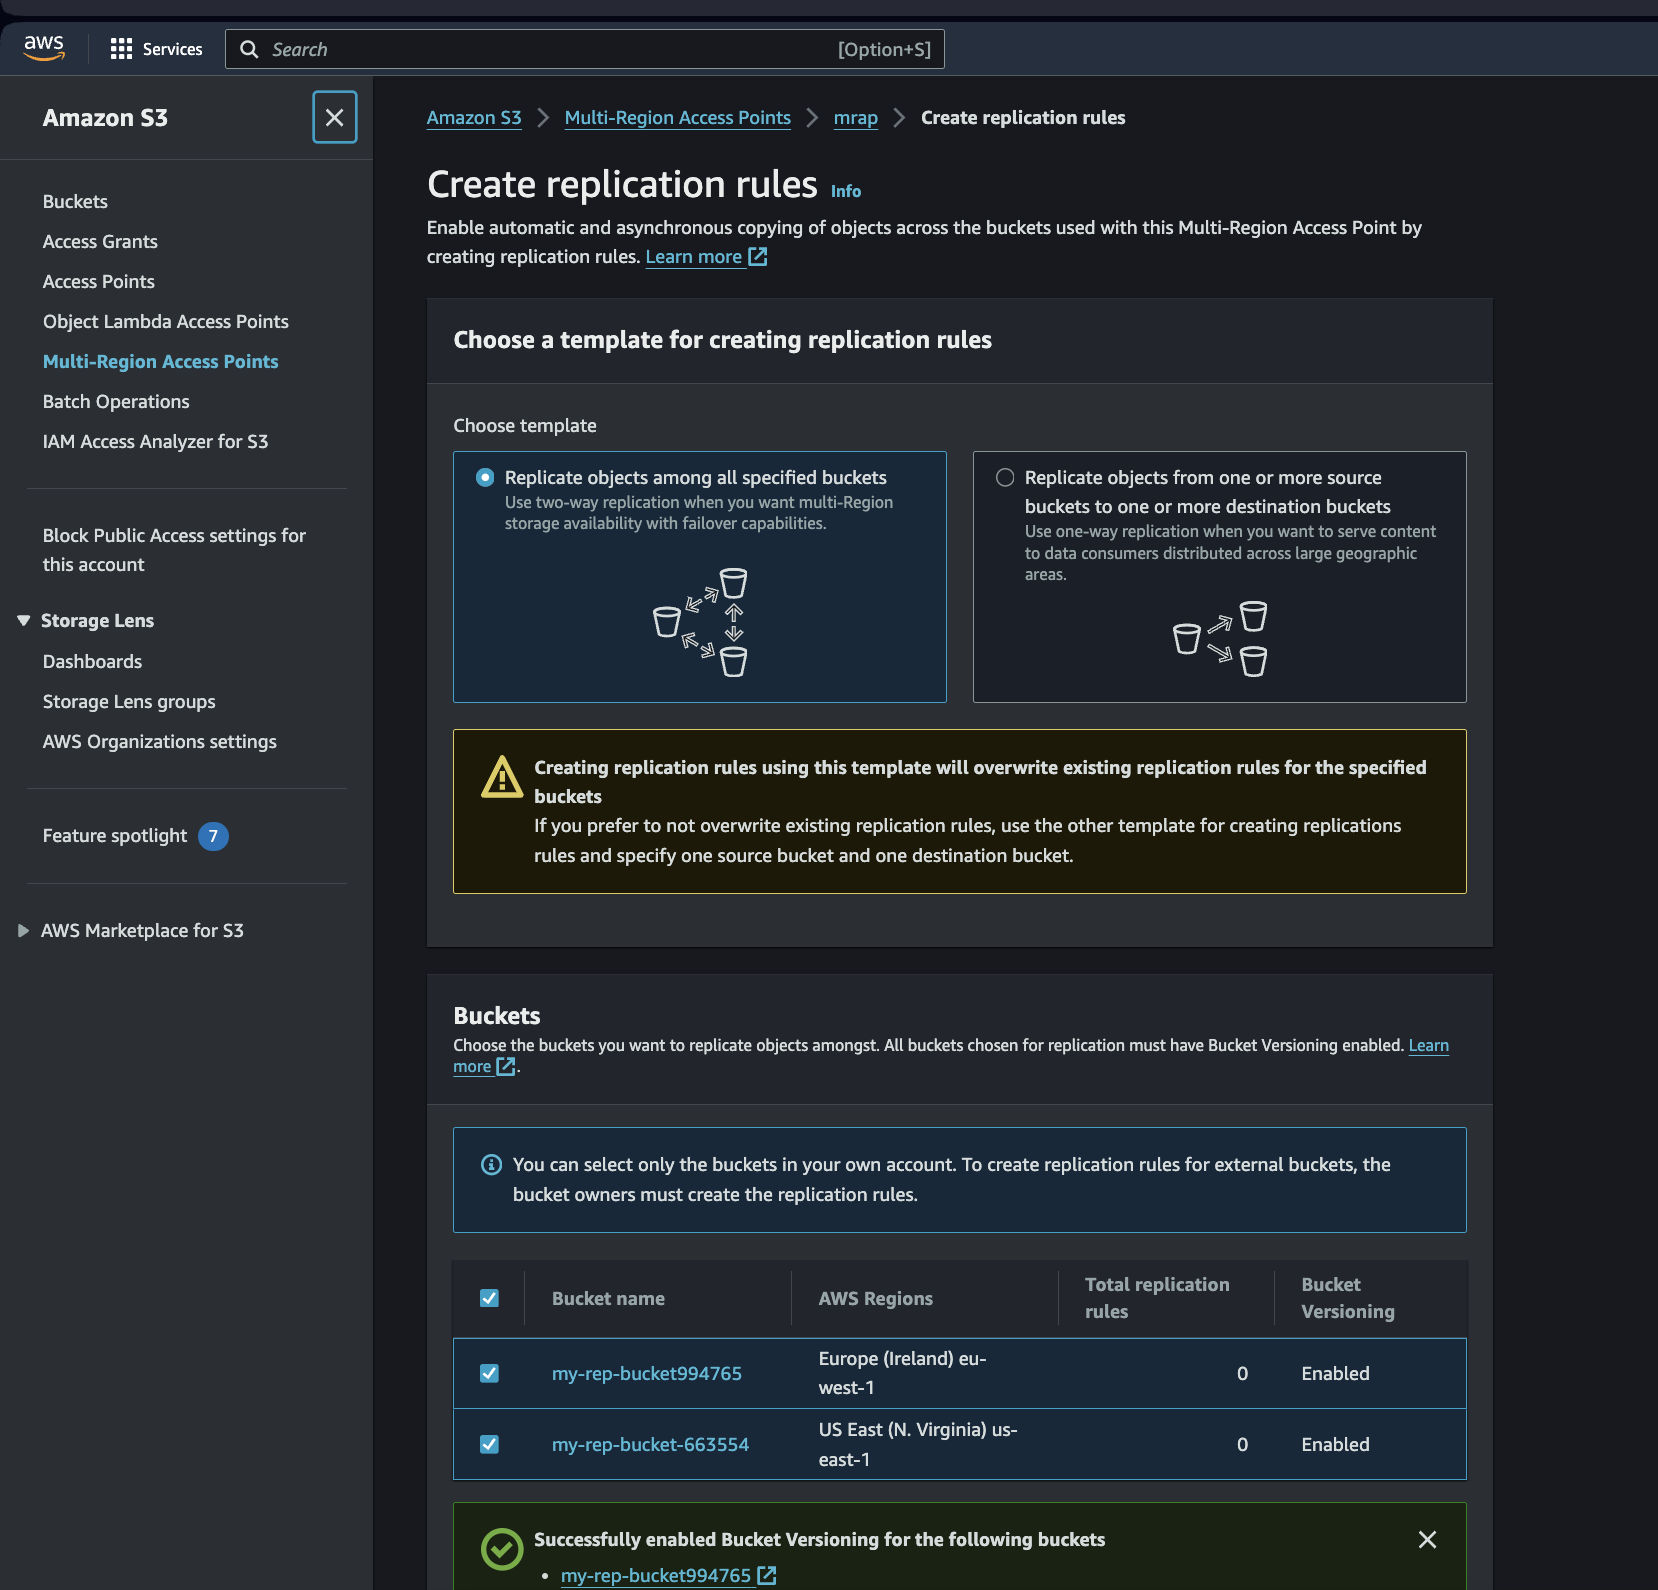 aws
Services
Search
[Option+S]
Amazon S3
Buckets
Access Grants
Access Points
Object Lambda Access Points
Multi-Region Access Points
Batch Operations
IAM Access Analyzer for S3
Block Public Access settings for
this account
Storage Lens
Dashboards
Storage Lens groups
AWS Organizations settings
Feature spotlight 7
AWS Marketplace for S3
Amazon S3 Multi-Region Access Points mrap Create replication rules
Create replication rules Info
Enable automatic and asynchronous copying of objects across the buckets used with this Multi-Region Access Point by
creating replication rules. Learn more
Choose a template for creating replication rules
Choose template
Replicate objects among all specified buckets
Use two-way replication when you want multi-Region
storage availability with failover capabilities.
Replicate objects from one or more source
buckets to one or more destination buckets
Use one-way replication when you want to serve content
to data consumers distributed across large geographic
areas.
Creating replication rules using this template will overwrite existing replication rules for the specified
buckets
If you prefer to not overwrite existing replication rules, use the other template for creating replications
rules and specify one source bucket and one destination bucket.
Buckets
Choose the buckets you want to replicate objects amongst. All buckets chosen for replication must have Bucket Versioning enabled. Learn
more.
You can select only the buckets in your own account. To create replication rules for external buckets, the
bucket owners must create the replication rules.
Bucket name
AWS Regions
Total replication
rules
Bucket
Versioning
my-rep-bucket994765
Europe (Ireland) eu-
west-1
0
Enabled
my-rep-bucket-663554
US East (N. Virginia) us-
east-1
0
Enabled
Successfully enabled Bucket Versioning for the following buckets
• my-rep-bucket994765